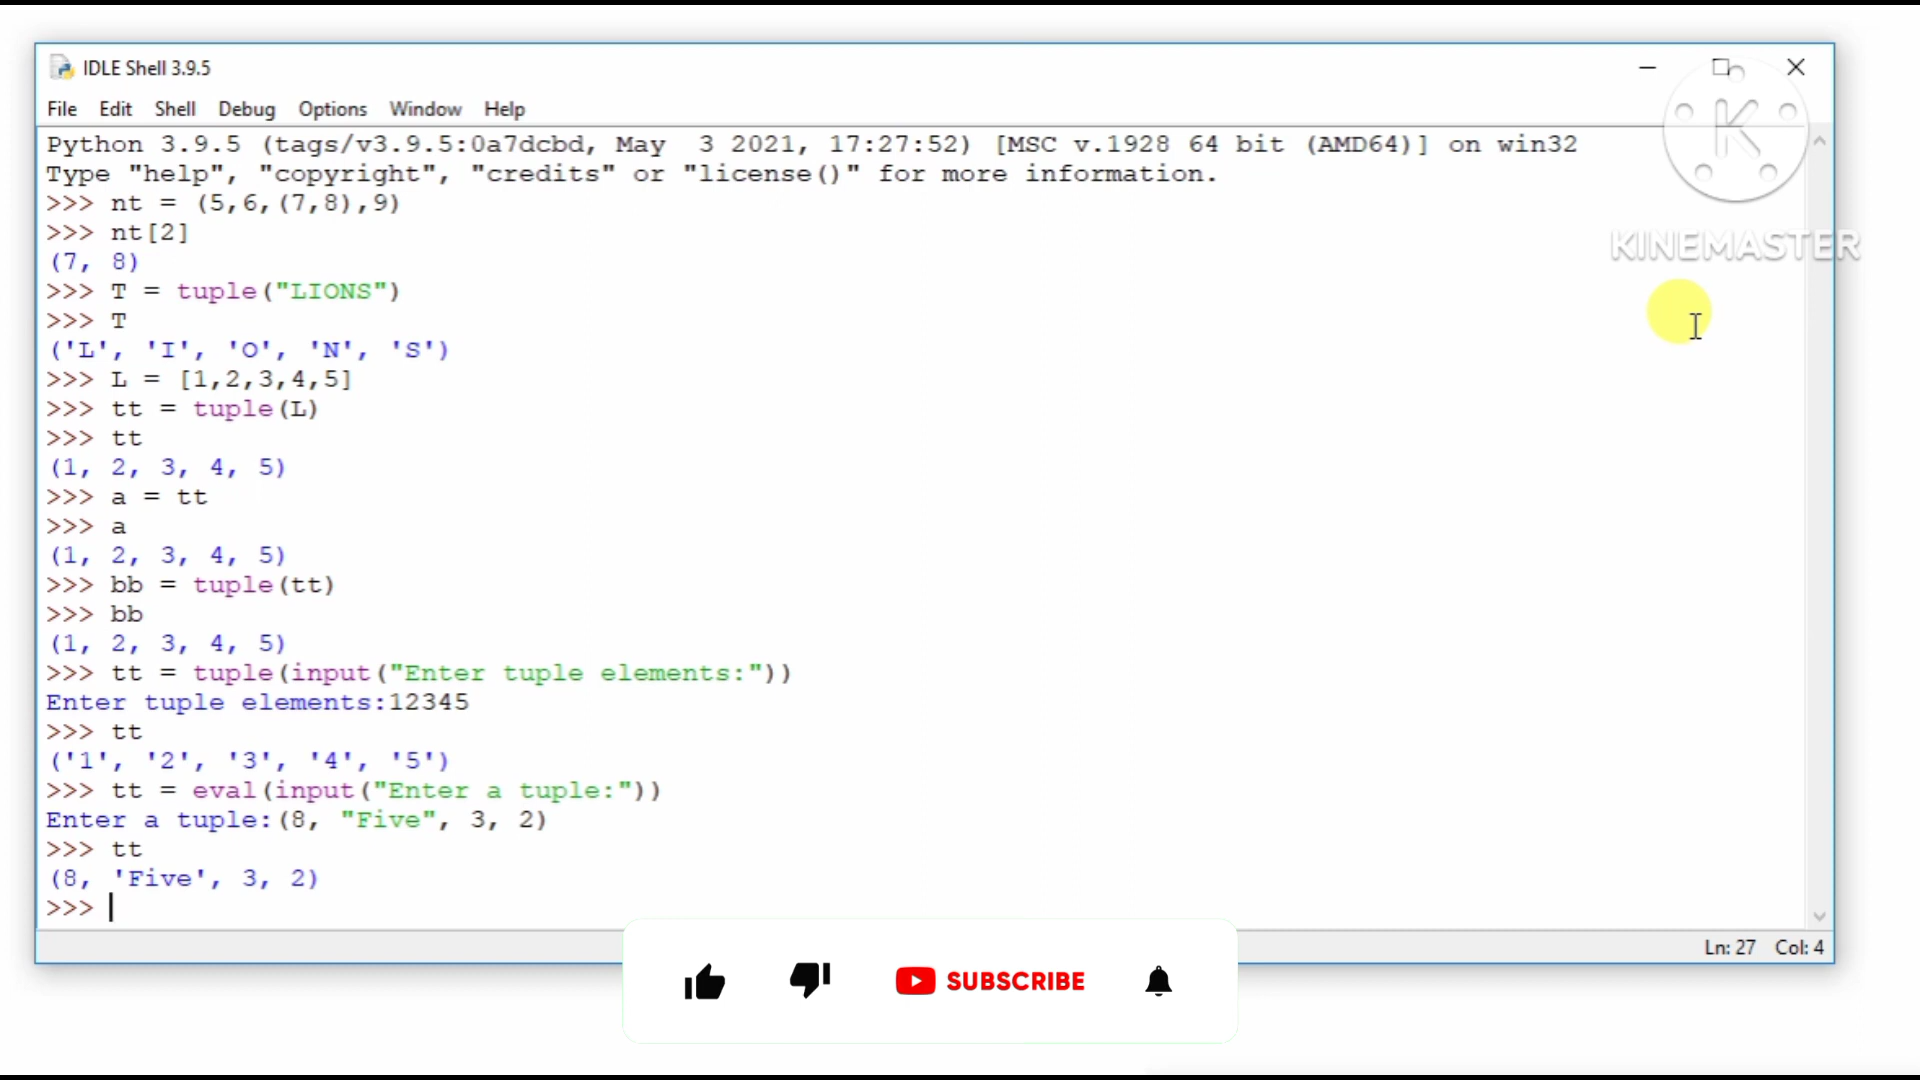 IDLE Shell 3.9.5
File Edit Shell Debug Options Window Help
Python 3.9.5 (tags/v3.9.5:0a7dcbd, May  3 2021, 17:27:52) [MSC v.1928 64 bit (AMD64)] on win32
Type "help", "copyright", "credits" or "license()" for more information.
>>> nt = (5,6,(7,8),9)
>>> nt[2]
(7, 8)
>>> T = tuple("LIONS")
>>> T
('L', 'I', 'O', 'N', 'S')
>>> L = [1,2,3,4,5]
>>> tt = tuple(L)
>>> tt
(1, 2, 3, 4, 5)
>>> a = tt
>>> a
(1, 2, 3, 4, 5)
>>> bb = tuple(tt)
>>> bb
(1, 2, 3, 4, 5)
>>> tt = tuple(input("Enter tuple elements:"))
Enter tuple elements:12345
>>> tt
('1', '2', '3', '4', '5')
>>> tt = eval(input("Enter a tuple:"))
Enter a tuple:(8, "Five", 3, 2)
>>> tt
(8, 'Five', 3, 2)
>>>
K
KINEMASTER
Ln: 27 Col: 4
SUBSCRIBE